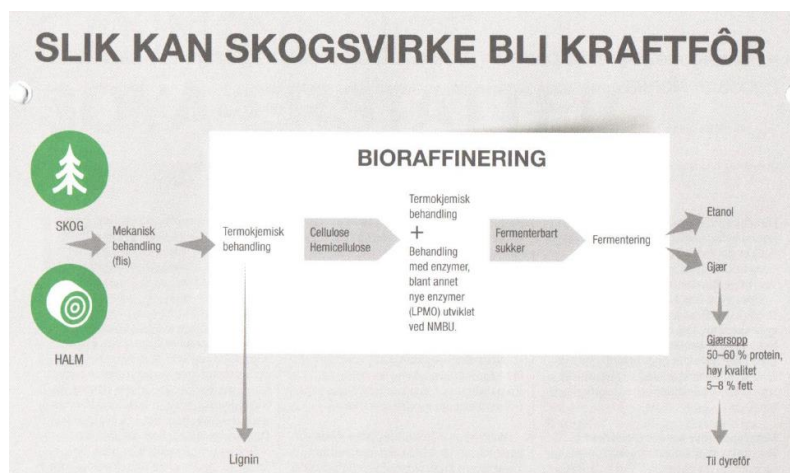 SLIK KAN SKOGSVIRKE BLI KRAFTFÔR
BIORAFFINERING
SKOG
HALM
Mekanisk
behandling
(flis)
Termokjemisk
behandling
Lignin
Cellulose
Hemicellulose
Termokjemisk
behandling
+
Behandling
med enzymer,
blant annet
nye enzymer
(LPMO) utviklet
ved NMBU.
Fermenterbart
sukker
Fermentering
Etanol
Gjær
Gjærsopp
50–60 % protein,
høy kvalitet
5–8 % fett
Til dyrefôr